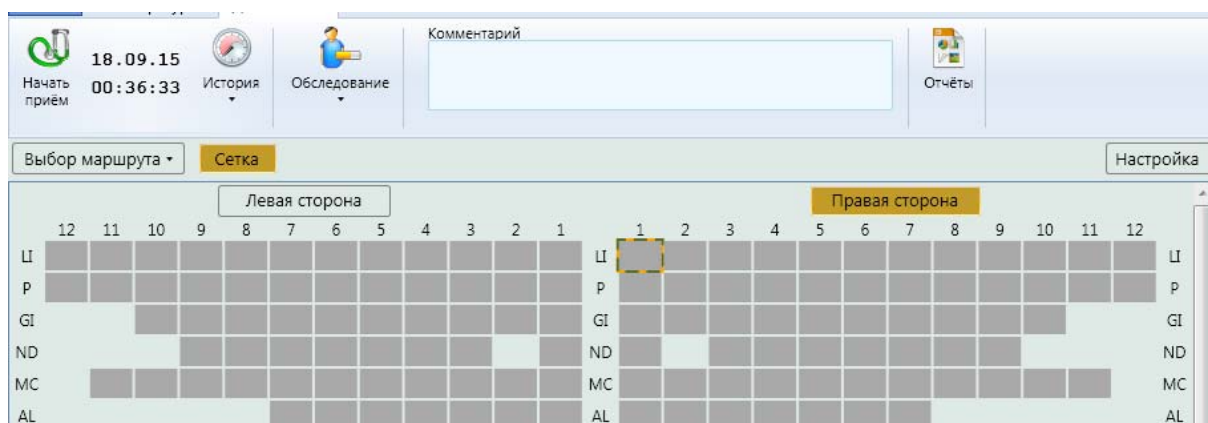 Комментарий
18.09.15
00:36:33
Начать
приём
История
Обследование
Отчёты
Выбор маршрута
Сетка
Настройка
Левая сторона
Правая сторона
12 11 10 9 8 7 6 5 4 3 2 1 1 2 3 4 5 6 7 8 9 10 11 12
LI LI LI
P P P
GI GI GI
ND ND ND
MC MC MC
AL AL AL